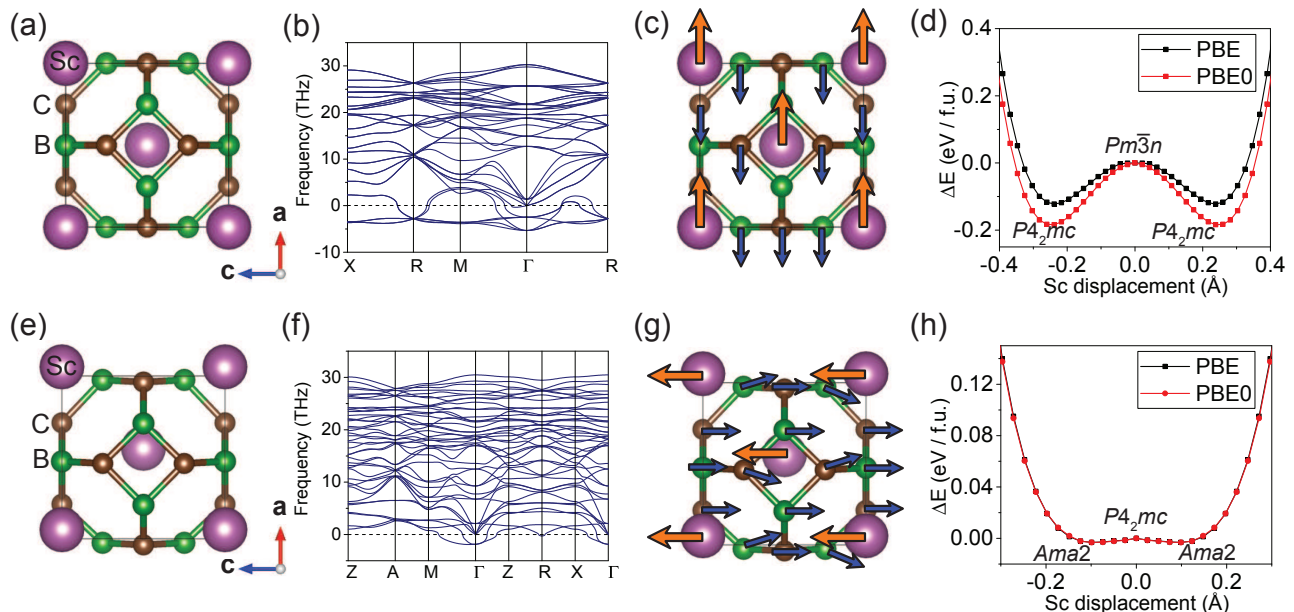 (a)
Sc
C
B
a
c
(b)
Frequency (THz)
30
20
10
0
-10
X R M Γ R
(c)
(d)
ΔE (eV / f.u.)
0.4
0.2
0.0
-0.2
PBE
PBE0
Pm3̅n
P4₂mc P4₂mc
-0.4 -0.2 0.0 0.2 0.4
Sc displacement (Å)
(e)
Sc
C
B
a
c
(f)
Frequency (THz)
30
20
10
0
Z A M Γ Z R X Γ
(g)
(h)
ΔE (eV / f.u.)
0.12
0.08
0.04
0.00
PBE
PBE0
P4₂mc
Ama2 Ama2
-0.2 0.0 0.2
Sc displacement (Å)